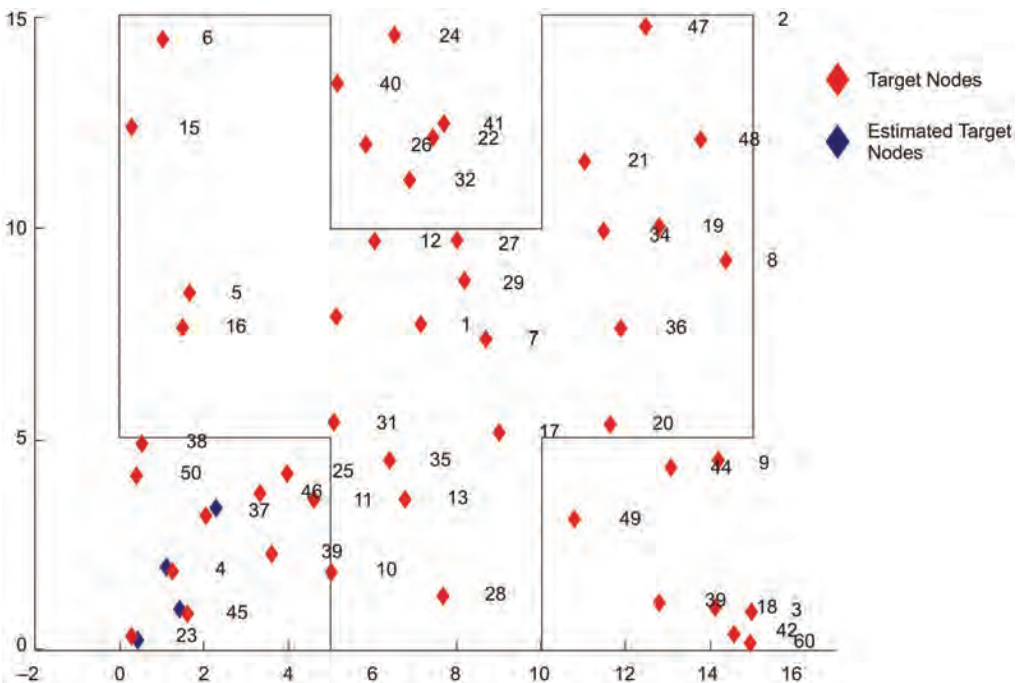 15 6 24 47 2
40 Target Nodes
15 41
26 22 48 Estimated Target
21 Nodes
32
10 12 27 34 19
8
29
5
16 1 7 36
5 38 31 17 20
50 46 25 35 44 9
37 11 13 49
39
4 10
45 28 39 18 3
0 23 42
60
–2 0 2 4 6 8 10 12 14 16